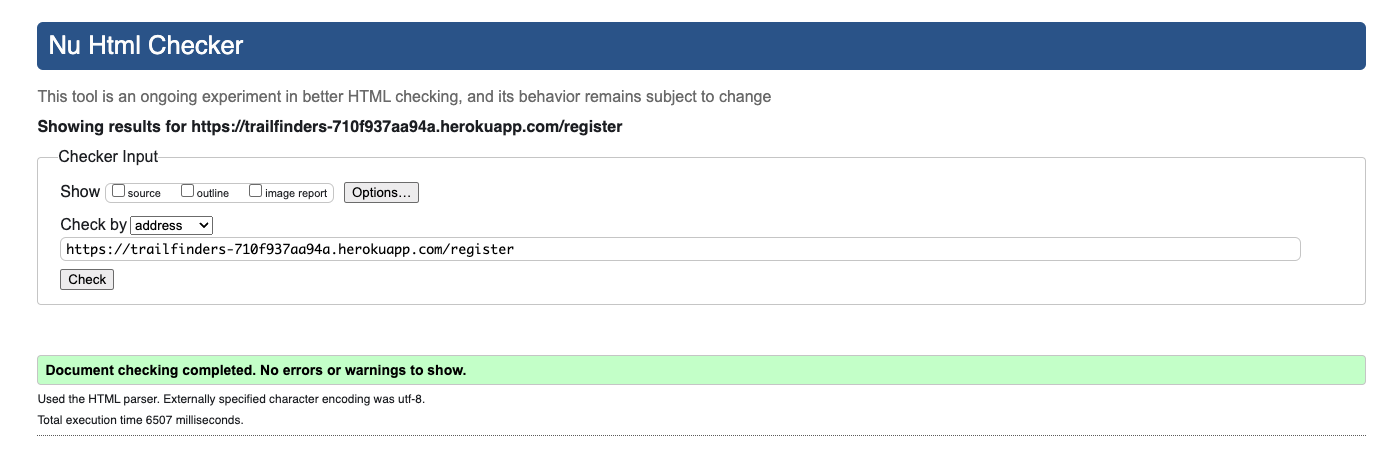 Nu Html Checker
This tool is an ongoing experiment in better HTML checking, and its behavior remains subject to change
Showing results for https://trailfinders-710f937aa94a.herokuapp.com/register
Checker Input
Show source outline image report Options...
Check by address
https://trailfinders-710f937aa94a.herokuapp.com/register
Check
Document checking completed. No errors or warnings to show.
Used the HTML parser. Externally specified character encoding was utf-8.
Total execution time 6507 milliseconds.